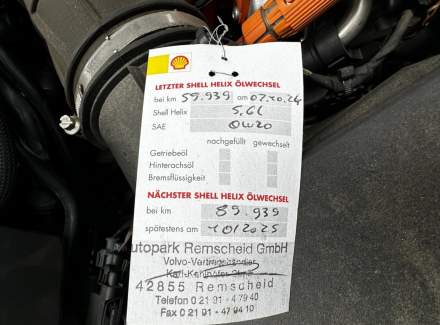 LETZTER SHELL HELIX ÖLWECHSEL
bei km 59.939 am 07.10.24
Shell Helix 5,6L
SAE 0W20
nachgefüllt gewechselt
Getriebeöl
Hinterachsöl
Bremsflüssigkeit
NÄCHSTER SHELL HELIX ÖLWECHSEL
bei km 89.939
spätestens am 10/2025
utopark Remscheid GmbH
Volvo-Vertragshändler
42855 Remscheid
Telefon 0 21 91 - 4 79 40
Fax 0 21 91 - 47 94 10